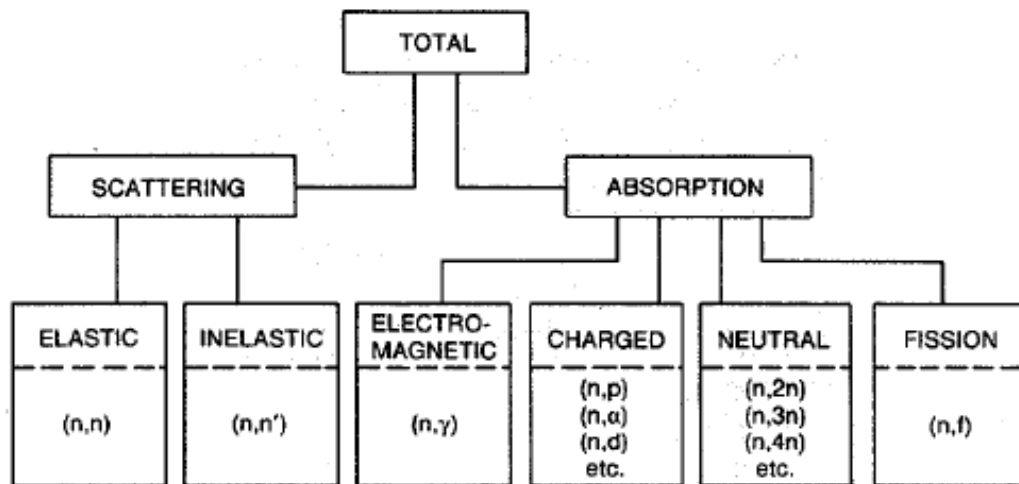 TOTAL
SCATTERING
ABSORPTION
ELASTIC
(n,n)
INELASTIC
(n,n′)
ELECTRO-
MAGNETIC
(n,γ)
CHARGED
(n,p)
(n,α)
(n,d)
etc.
NEUTRAL
(n,2n)
(n,3n)
(n,4n)
etc.
FISSION
(n,f)